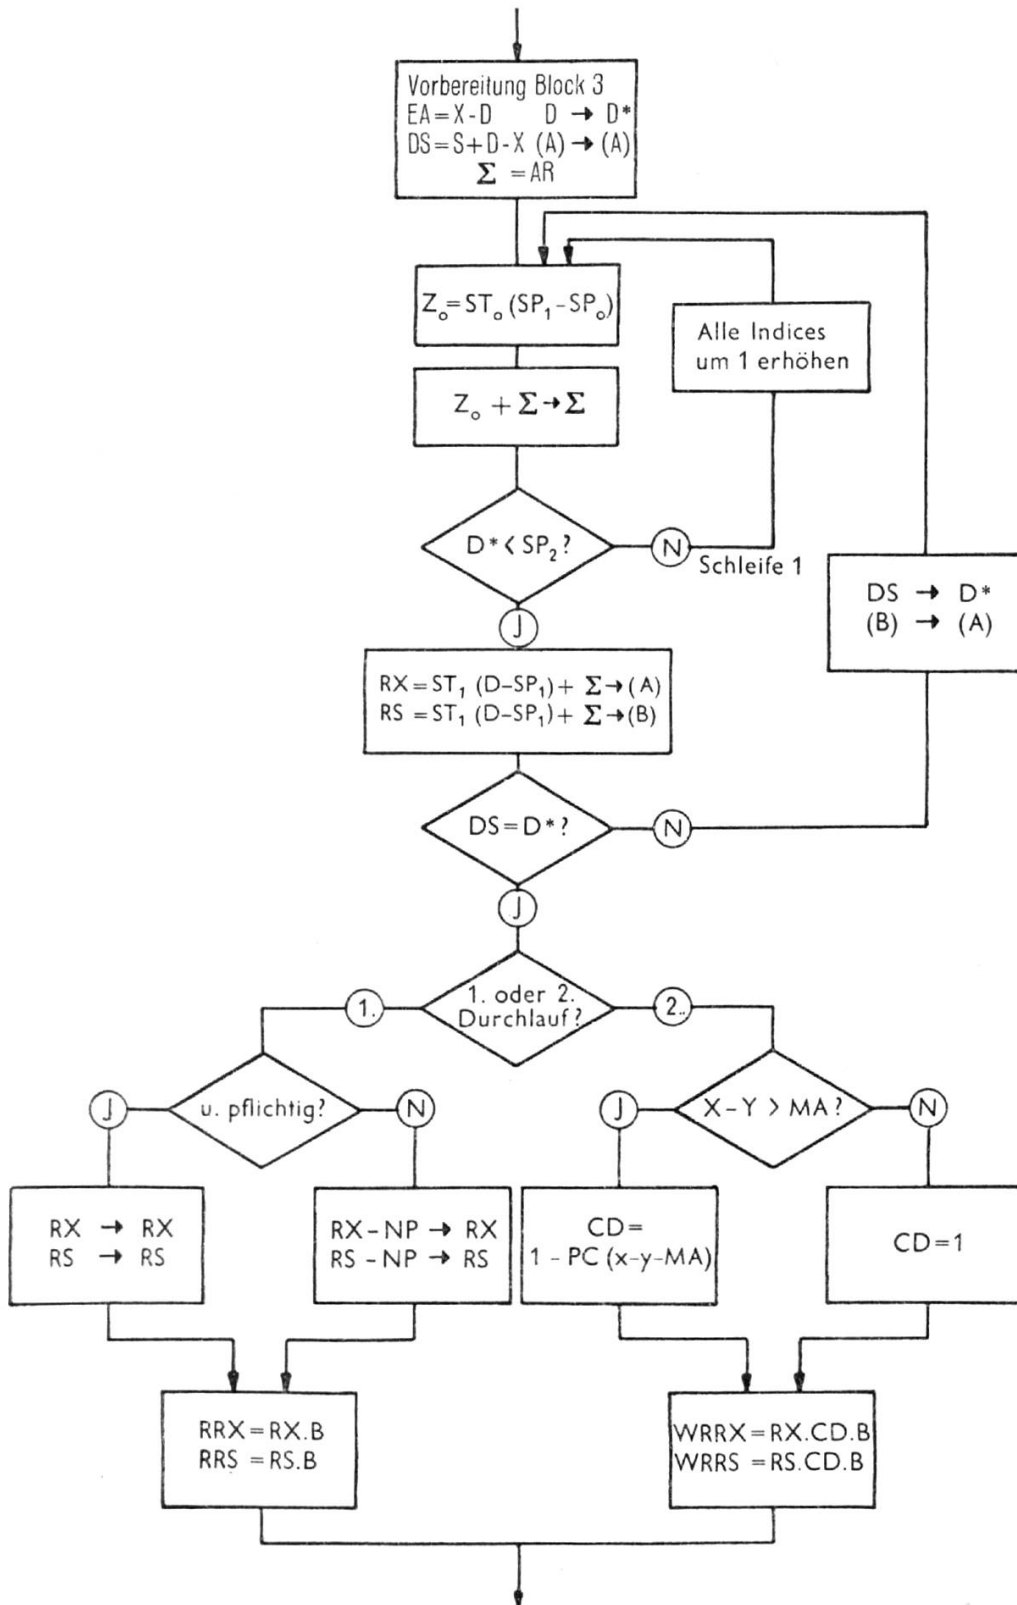 Vorbereitung Block 3
EA=X-D D → D*
DS=S+D-X (A) → (A)
Σ =AR
Z₀=ST₀(SP₁-SP₀)
Alle Indices
um 1 erhöhen
Z₀ + Σ → Σ
D* < SP₂?
N
Schleife 1
J
DS → D*
(B) → (A)
RX=ST₁ (D-SP₁)+ Σ → (A)
RS =ST₁ (D-SP₁)+ Σ → (B)
DS=D*?
N
J
1. oder 2.
Durchlauf?
1.
2..
u. pflichtig?
J
N
X-Y > MA?
J
N
RX → RX
RS → RS
RX-NP → RX
RS-NP → RS
CD=
1-PC (x-y-MA)
CD=1
RRX=RX.B
RRS =RS.B
WRRX=RX.CD.B
WRRS =RS.CD.B